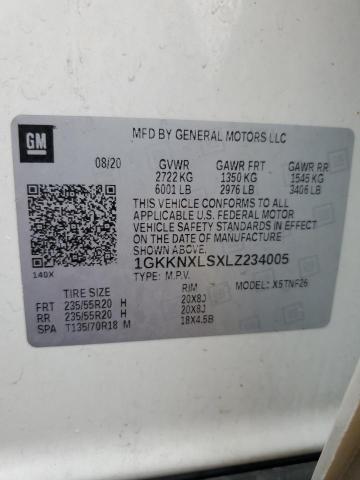 GM
MFD BY GENERAL MOTORS LLC
08/20 GVWR GAWR FRT GAWR RR
2722 KG 1350 KG 1545 KG
6001 LB 2976 LB 3406 LB
THIS VEHICLE CONFORMS TO ALL
APPLICABLE U.S. FEDERAL MOTOR
VEHICLE SAFETY STANDARDS IN EFFECT
ON THE DATE OF MANUFACTURE
SHOWN ABOVE.
140X 1GKKNXLSXLZ234005
TYPE: M.P.V. MODEL: X5TNF26
TIRE SIZE RIM
FRT 235/55R20 H 20X8J
RR 235/55R20 H 20X8J
SPA T135/70R18 M 18X4.5B